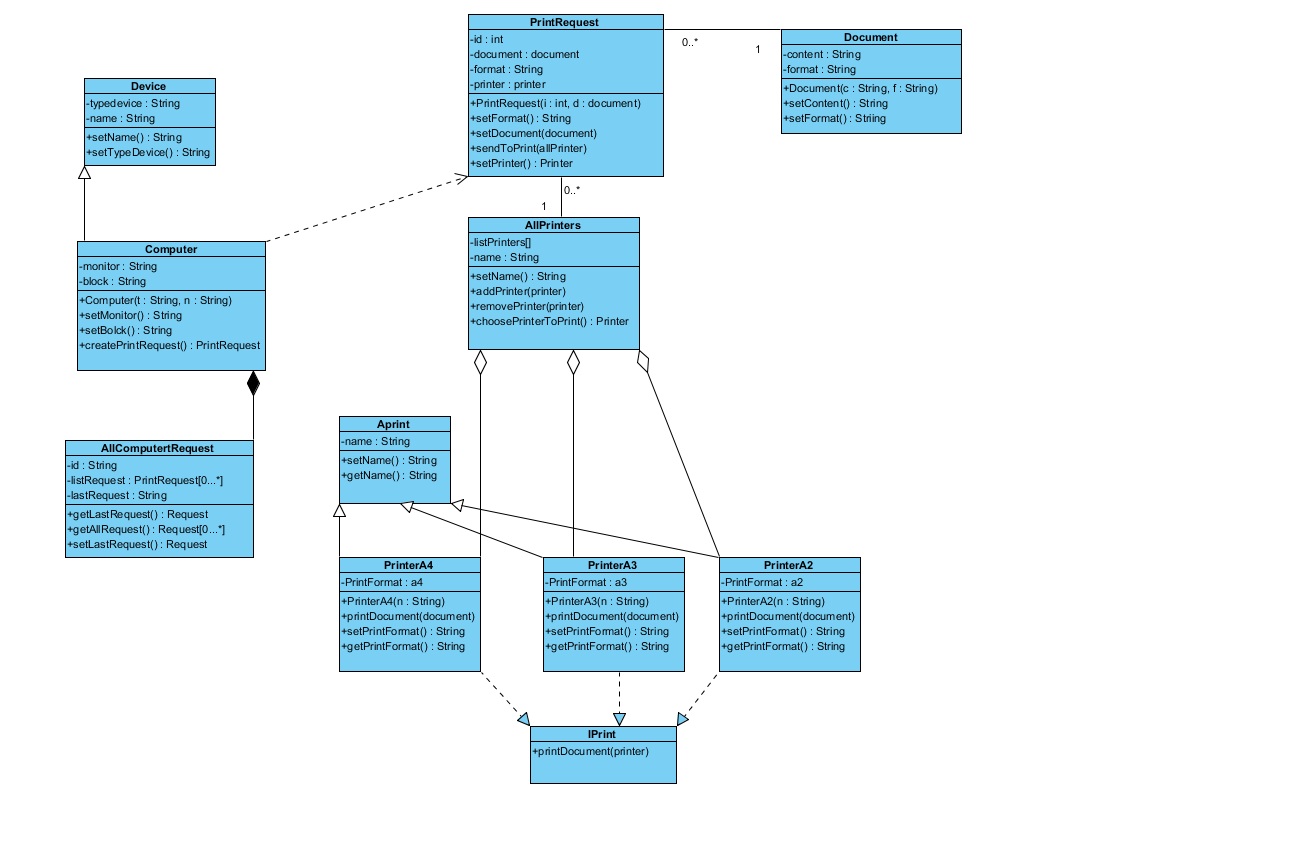 PrintRequest
-id : int
-document : document
-format : String
-printer : printer
+PrintRequest(i : int, d : document)
+setFormat() : String
+setDocument(document)
+sendToPrint(allPrinter)
+setPrinter() : Printer
0..*
1
Document
-content : String
-format : String
+Document(c : String, f : String)
+setContent() : String
+setFormat() : Striing
Device
-typedevice : String
-name : String
+setName() : String
+setTypeDevice() : String
0..*
1
AllPrinters
-listPrinters[]
-name : String
+setName() : String
+addPrinter(printer)
+removePrinter(printer)
+choosePrinterToPrint() : Printer
Computer
-monitor : String
-block : String
+Computer(t : String, n : String)
+setMonitor() : String
+setBolck() : String
+createPrintRequest() : PrintRequest
AllComputertRequest
-id : String
-listRequest : PrintRequest[0...*]
-lastRequest : String
+getLastRequest() : Request
+getAllRequest() : Request[0...*]
+setLastRequest() : Request
Aprint
-name : String
+setName() : String
+getName() : String
PrinterA4
-PrintFormat : a4
+PrinterA4(n : String)
+printDocument(document)
+setPrintFormat() : String
+getPrintFormat() : String
PrinterA3
-PrintFormat : a3
+PrinterA3(n : String)
+printDocument(document)
+setPrintFormat() : String
+getPrintFormat() : String
PrinterA2
-PrintFormat : a2
+PrinterA2(n : String)
+printDocument(document)
+setPrintFormat() : String
+getPrintFormat() : String
IPrint
+printDocument(printer)